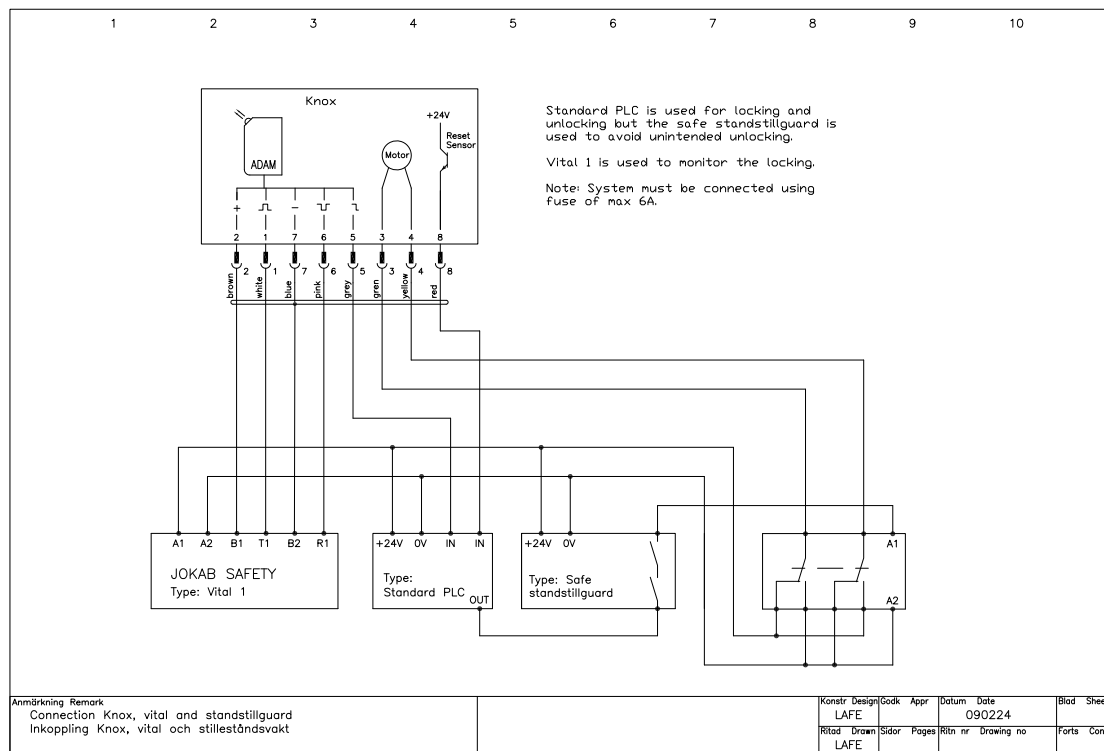 1 2 3 4 5 6 7 8 9 10
Knox
+24V
Reset
Sensor
Motor
ADAM
+ -
2 1 7 6 5 3 4 8
2 1 7 6 5 3 4 8
brown white blue pink grey gren yellow red
Standard PLC is used for locking and
unlocking but the safe standstillguard is
used to avoid unintended unlocking.
Vital 1 is used to monitor the locking.
Note: System must be connected using
fuse of max 6A.
A1 A2 B1 T1 B2 R1
JOKAB SAFETY
Type: Vital 1
+24V 0V IN IN
Type:
Standard PLC
OUT
+24V 0V
Type: Safe
standstillguard
A1
A2
Anmärkning Remark
Connection Knox, vital and standstillguard
Inkoppling Knox, vital och stilleståndsvakt
Konstr Design Godk Appr Datum Date Blad Shee
LAFE 090224
Ritad Drawn Sidor Pages Ritn nr Drawing no Forts Con
LAFE